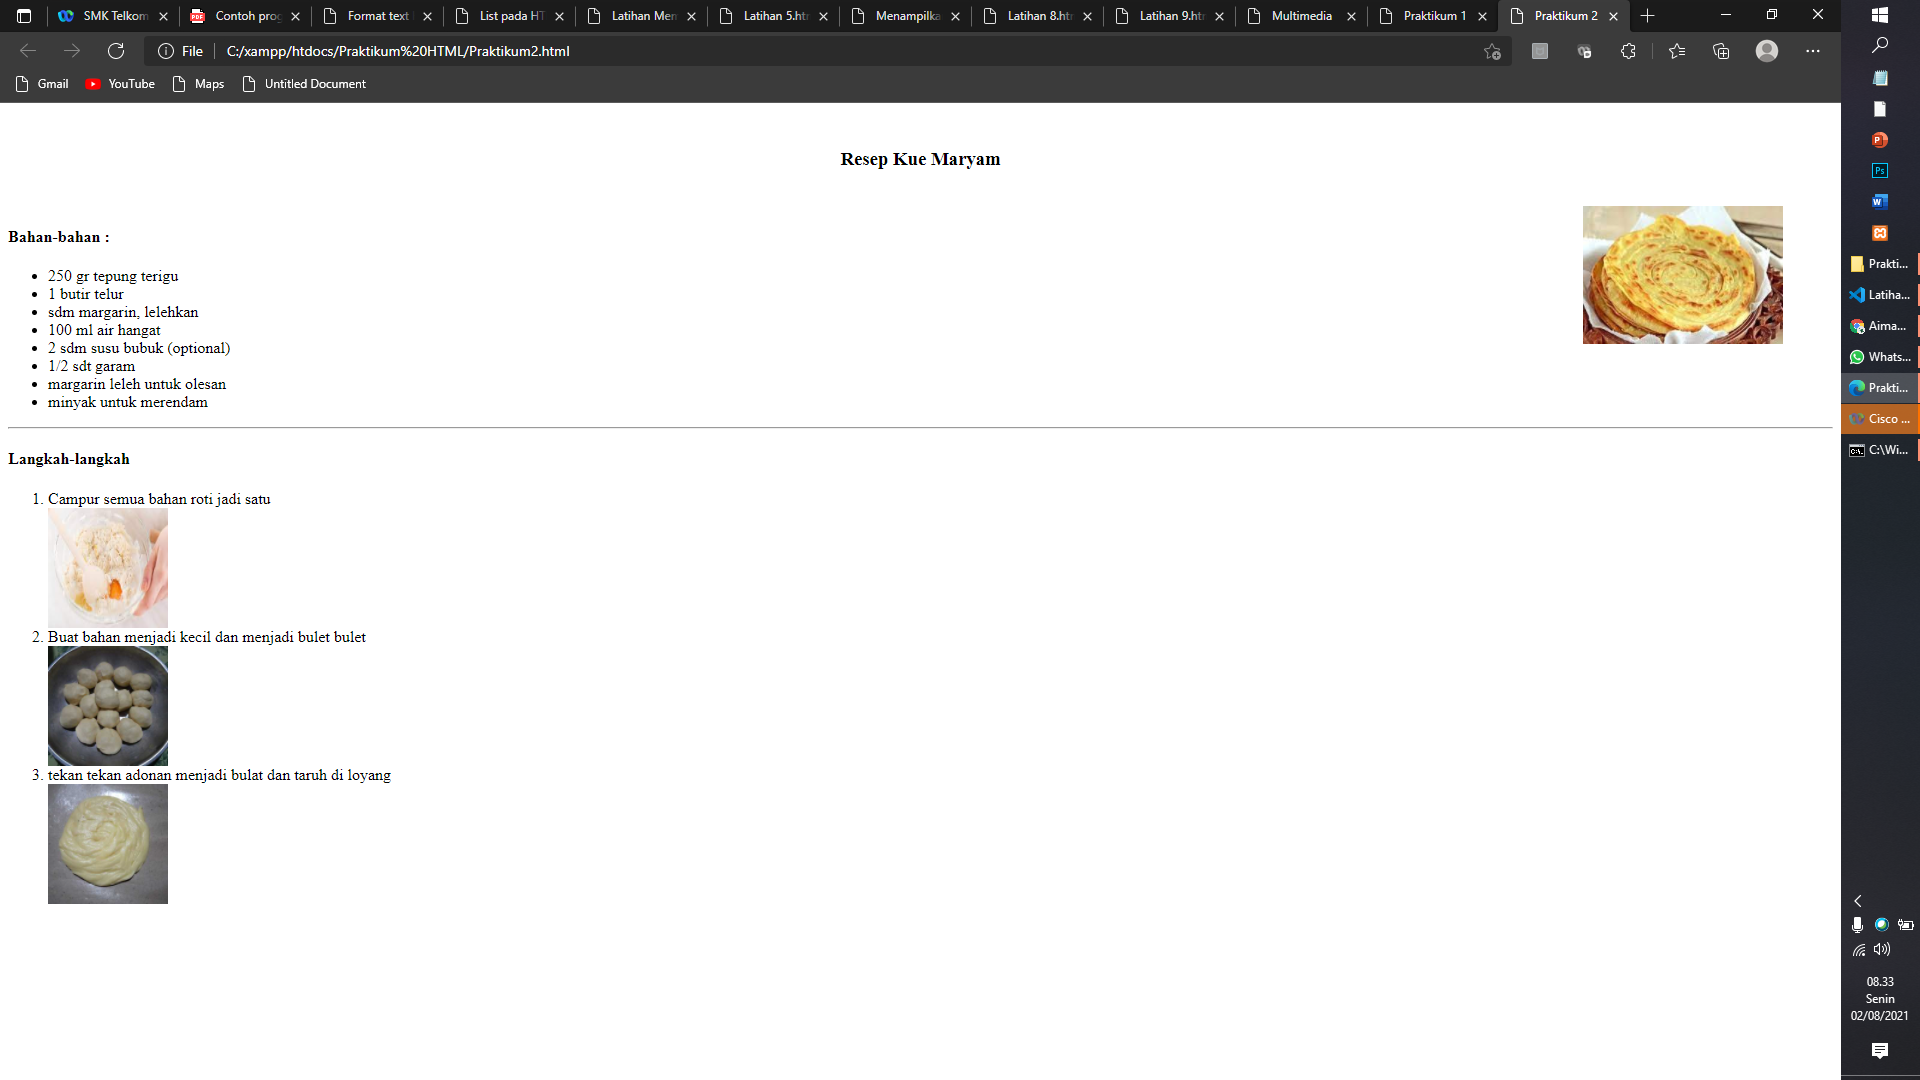 SMK Telkom
Contoh prog
Format text
List pada HT
Latihan Men
Latihan 5.htm
Menampilka
Latihan 8.htm
Latihan 9.htm
Multimedia
Praktikum 1
Praktikum 2
File
C:/xampp/htdocs/Praktikum%20HTML/Praktikum2.html
Gmail
YouTube
Maps
Untitled Document
Resep Kue Maryam
Bahan-bahan :
• 250 gr tepung terigu
• 1 butir telur
• sdm margarin, lelehkan
• 100 ml air hangat
• 2 sdm susu bubuk (optional)
• 1/2 sdt garam
• margarin leleh untuk olesan
• minyak untuk merendam
Langkah-langkah
1. Campur semua bahan roti jadi satu
2. Buat bahan menjadi kecil dan menjadi bulet bulet
3. tekan tekan adonan menjadi bulat dan taruh di loyang
Prakti...
Latiha...
Aima...
Whats...
Prakti...
Cisco ...
C:\Wi...
08.33
Senin
02/08/2021